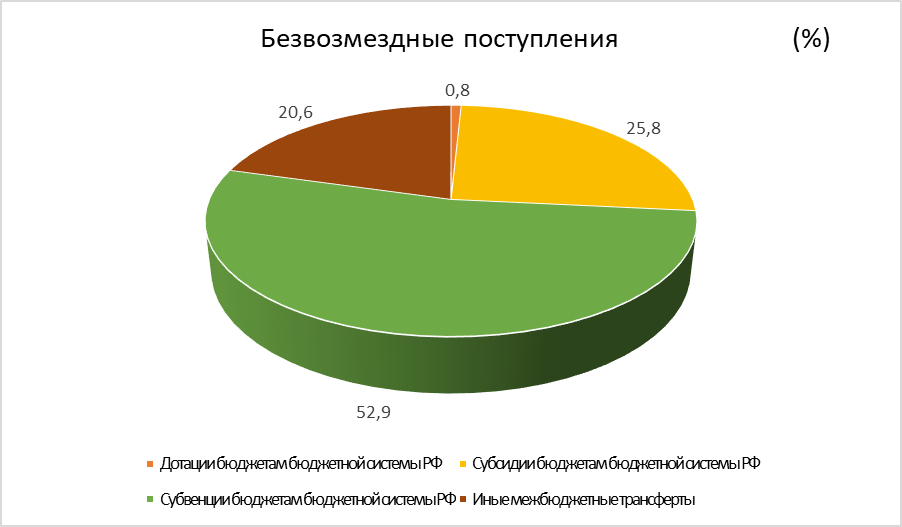 Безвозмездные поступления (%)
0,8
20,6
25,8
52,9
Дотации бюджетам бюджетной системы РФ Субсидии бюджетам бюджетной системы РФ
Субвенции бюджетам бюджетной системы РФ Иные межбюджетные трансферты